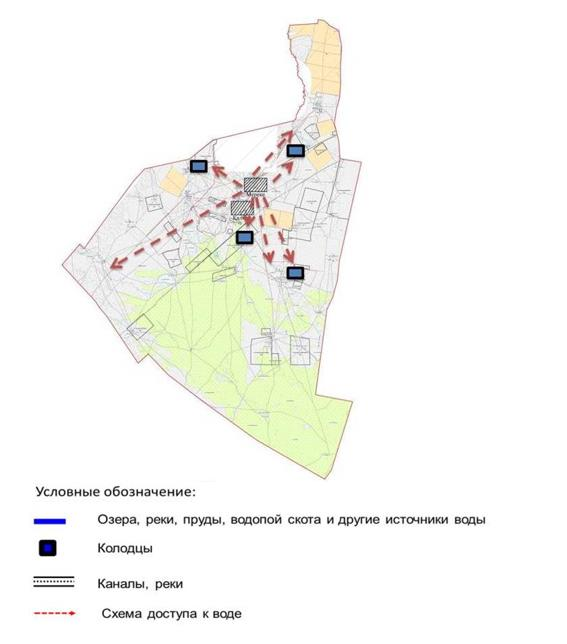 Условные обозначение:
Озера, реки, пруды, водопой скота и другие источники воды
Колодцы
Каналы, реки
Схема доступа к воде